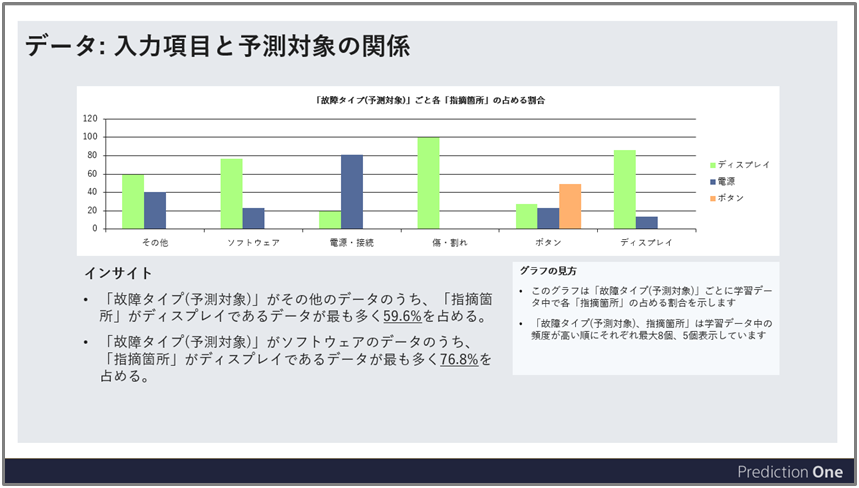 データ: 入力項目と予測対象の関係
「故障タイプ(予測対象)」ごと各「指摘箇所」の占める割合
120
100
80
60
40
20
0
その他
ソフトウェア
電源・接続
傷・割れ
ボタン
ディスプレイ
ディスプレイ
電源
ボタン
インサイト
• 「故障タイプ(予測対象)」がその他のデータのうち、「指摘箇
所」がディスプレイであるデータが最も多く59.6%を占める。
• 「故障タイプ(予測対象)」がソフトウェアのデータのうち、
「指摘箇所」がディスプレイであるデータが最も多く76.8%を
占める。
グラフの見方
• このグラフは「故障タイプ(予測対象)」ごとに学習デー
タ中で各「指摘箇所」の占める割合を示します
• 「故障タイプ(予測対象)、指摘箇所」は学習データ中の
頻度が高い順にそれぞれ最大8個、5個表示しています
Prediction One